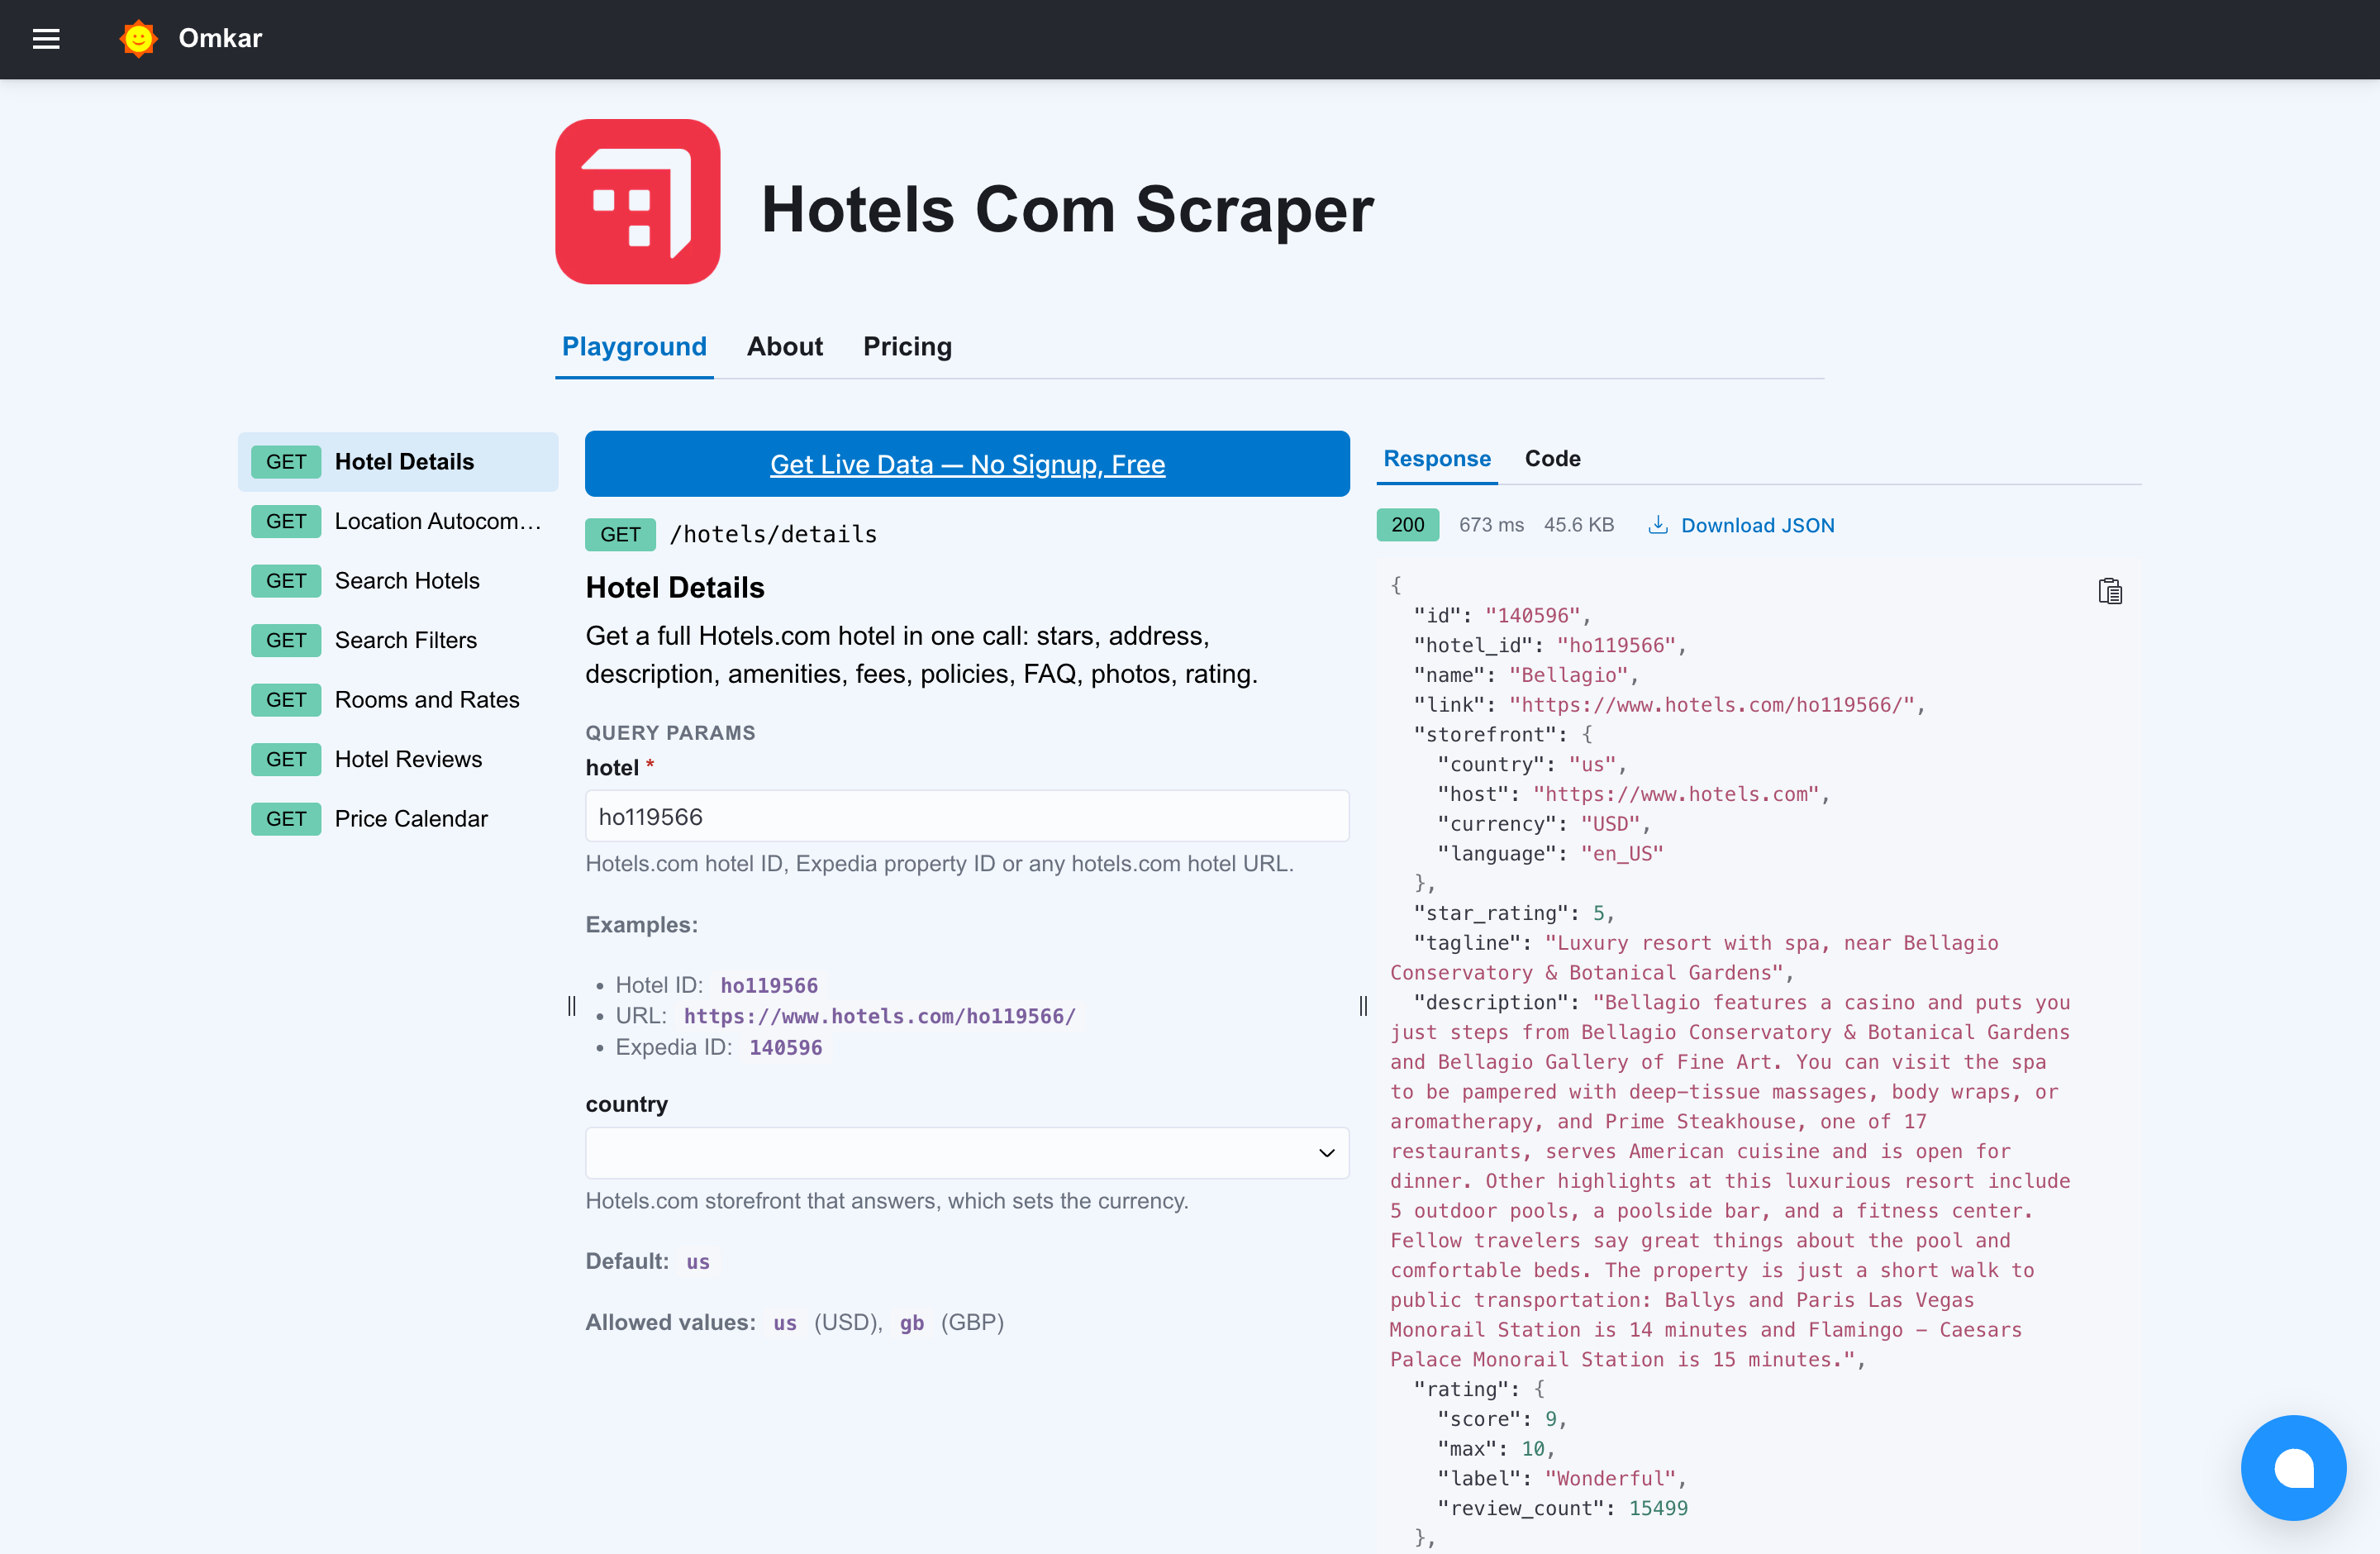 Omkar
Hotels Com Scraper
Playground
About
Pricing
GET Hotel Details
GET Location Autocom…
GET Search Hotels
GET Search Filters
GET Rooms and Rates
GET Hotel Reviews
GET Price Calendar
Get Live Data — No Signup, Free
GET /hotels/details
Hotel Details
Get a full Hotels.com hotel in one call: stars, address,
description, amenities, fees, policies, FAQ, photos, rating.
QUERY PARAMS
hotel *
ho119566
Hotels.com hotel ID, Expedia property ID or any hotels.com hotel URL.
Examples:
• Hotel ID: ho119566
• URL: https://www.hotels.com/ho119566/
• Expedia ID: 140596
country
Hotels.com storefront that answers, which sets the currency.
Default: us
Allowed values: us (USD), gb (GBP)
Response
Code
200 673 ms 45.6 KB Download JSON
{
"id": "140596",
"hotel_id": "ho119566",
"name": "Bellagio",
"link": "https://www.hotels.com/ho119566/",
"storefront": {
"country": "us",
"host": "https://www.hotels.com",
"currency": "USD",
"language": "en_US"
},
"star_rating": 5,
"tagline": "Luxury resort with spa, near Bellagio
Conservatory & Botanical Gardens",
"description": "Bellagio features a casino and puts you
just steps from Bellagio Conservatory & Botanical Gardens
and Bellagio Gallery of Fine Art. You can visit the spa
to be pampered with deep-tissue massages, body wraps, or
aromatherapy, and Prime Steakhouse, one of 17
restaurants, serves American cuisine and is open for
dinner. Other highlights at this luxurious resort include
5 outdoor pools, a poolside bar, and a fitness center.
Fellow travelers say great things about the pool and
comfortable beds. The property is just a short walk to
public transportation: Ballys and Paris Las Vegas
Monorail Station is 14 minutes and Flamingo - Caesars
Palace Monorail Station is 15 minutes.",
"rating": {
"score": 9,
"max": 10,
"label": "Wonderful",
"review_count": 15499
},